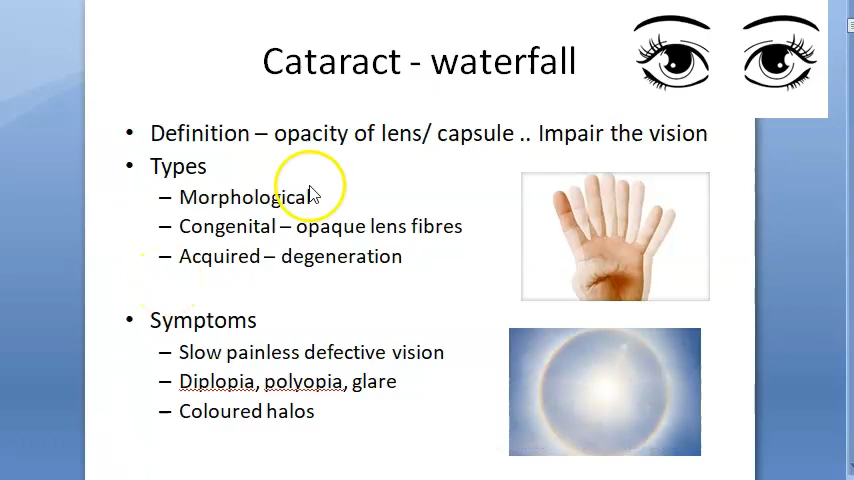 Cataract - waterfall
• Definition – opacity of lens/ capsule .. Impair the vision
• Types
– Morphological
– Congenital – opaque lens fibres
– Acquired – degeneration
• Symptoms
– Slow painless defective vision
– Diplopia, polyopia, glare
– Coloured halos